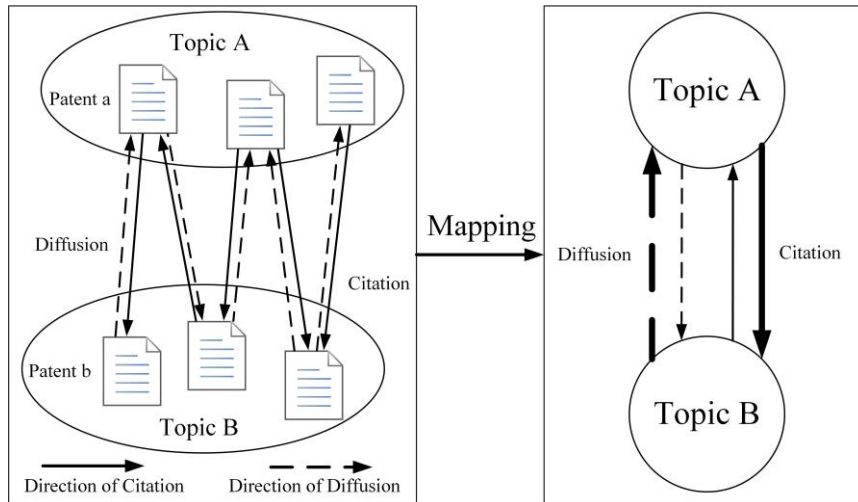 Topic A
Patent a
Diffusion
Citation
Patent b
Topic B
Direction of Citation
Direction of Diffusion
Mapping
Topic A
Diffusion
Citation
Topic B